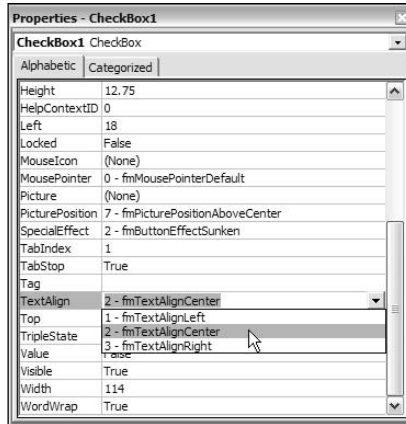 Properties - CheckBox1
CheckBox1 CheckBox
Alphabetic Categorized
Height 12.75
HelpContextID 0
Left 18
Locked False
MouseIcon (None)
MousePointer 0 - fmMousePointerDefault
Picture (None)
PicturePosition 7 - fmPicturePositionAboveCenter
SpecialEffect 2 - fmButtonEffectSunken
TabIndex 1
TabStop True
Tag
TextAlign 2 - fmTextAlignCenter
Top 1 - fmTextAlignLeft
TripleState 2 - fmTextAlignCenter
3 - fmTextAlignRight
Value False
Visible True
Width 114
WordWrap True